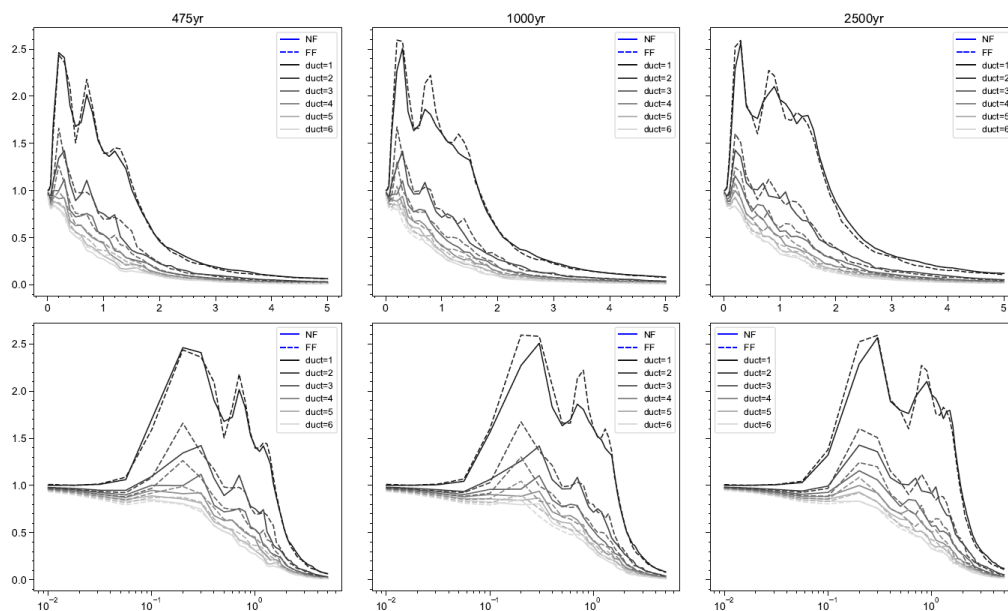 475yr
1000yr
2500yr
2.5
2.0
1.5
1.0
0.5
0.0
NF
FF
duct=1
duct=2
duct=3
duct=4
duct=5
duct=6
NF
FF
duct=1
duct=2
duct=3
duct=4
duct=5
duct=6
NF
FF
duct=1
duct=2
duct=3
duct=4
duct=5
duct=6
0 1 2 3 4 5
0 1 2 3 4 5
0 1 2 3 4 5
2.5
2.0
1.5
1.0
0.5
0.0
NF
FF
duct=1
duct=2
duct=3
duct=4
duct=5
duct=6
NF
FF
duct=1
duct=2
duct=3
duct=4
duct=5
duct=6
NF
FF
duct=1
duct=2
duct=3
duct=4
duct=5
duct=6
10⁻² 10⁻¹ 10⁰
10⁻² 10⁻¹ 10⁰
10⁻² 10⁻¹ 10⁰